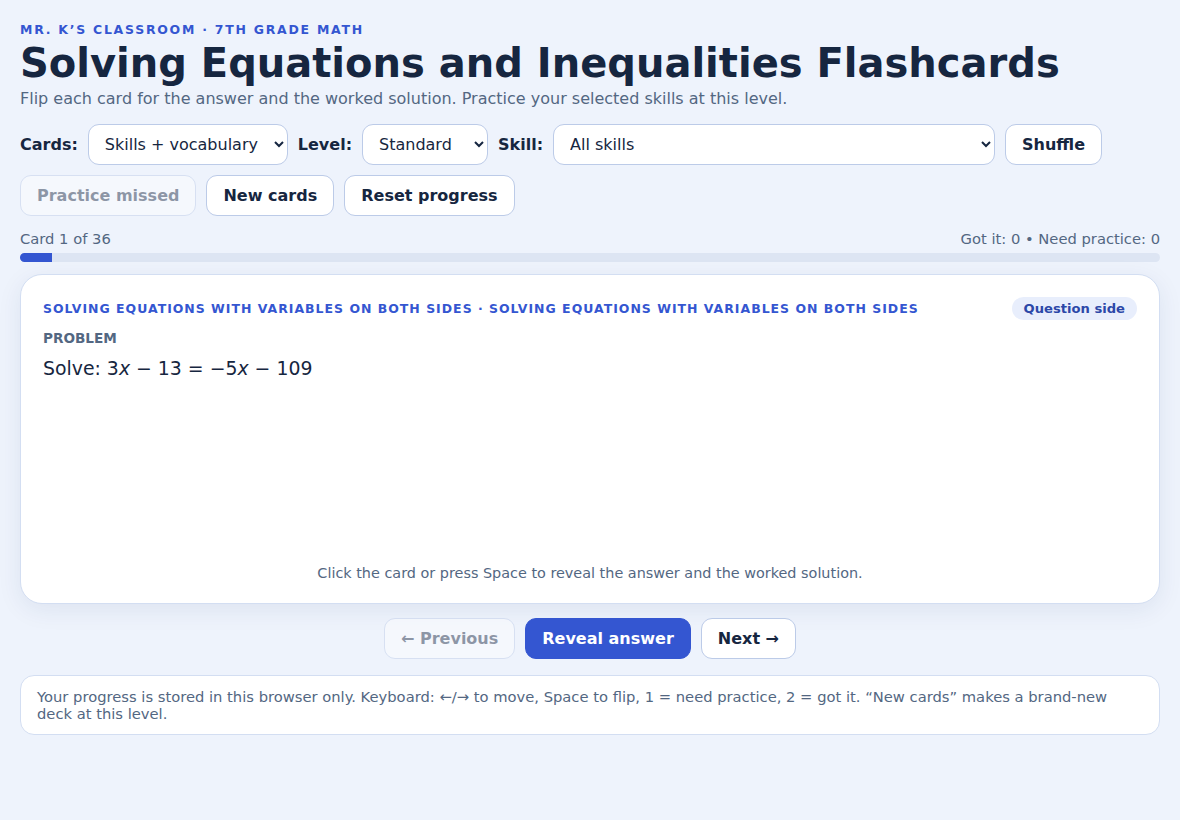 MR. K’S CLASSROOM · 7TH GRADE MATH
Solving Equations and Inequalities Flashcards
Flip each card for the answer and the worked solution. Practice your selected skills at this level.
Cards: Skills + vocabulary Level: Standard Skill: All skills Shuffle
Practice missed New cards Reset progress
Card 1 of 36 Got it: 0 • Need practice: 0
SOLVING EQUATIONS WITH VARIABLES ON BOTH SIDES · SOLVING EQUATIONS WITH VARIABLES ON BOTH SIDES Question side
PROBLEM
Solve: 3x − 13 = −5x − 109
Click the card or press Space to reveal the answer and the worked solution.
← Previous Reveal answer Next →
Your progress is stored in this browser only. Keyboard: ←/→ to move, Space to flip, 1 = need practice, 2 = got it. “New cards” makes a brand-new
deck at this level.